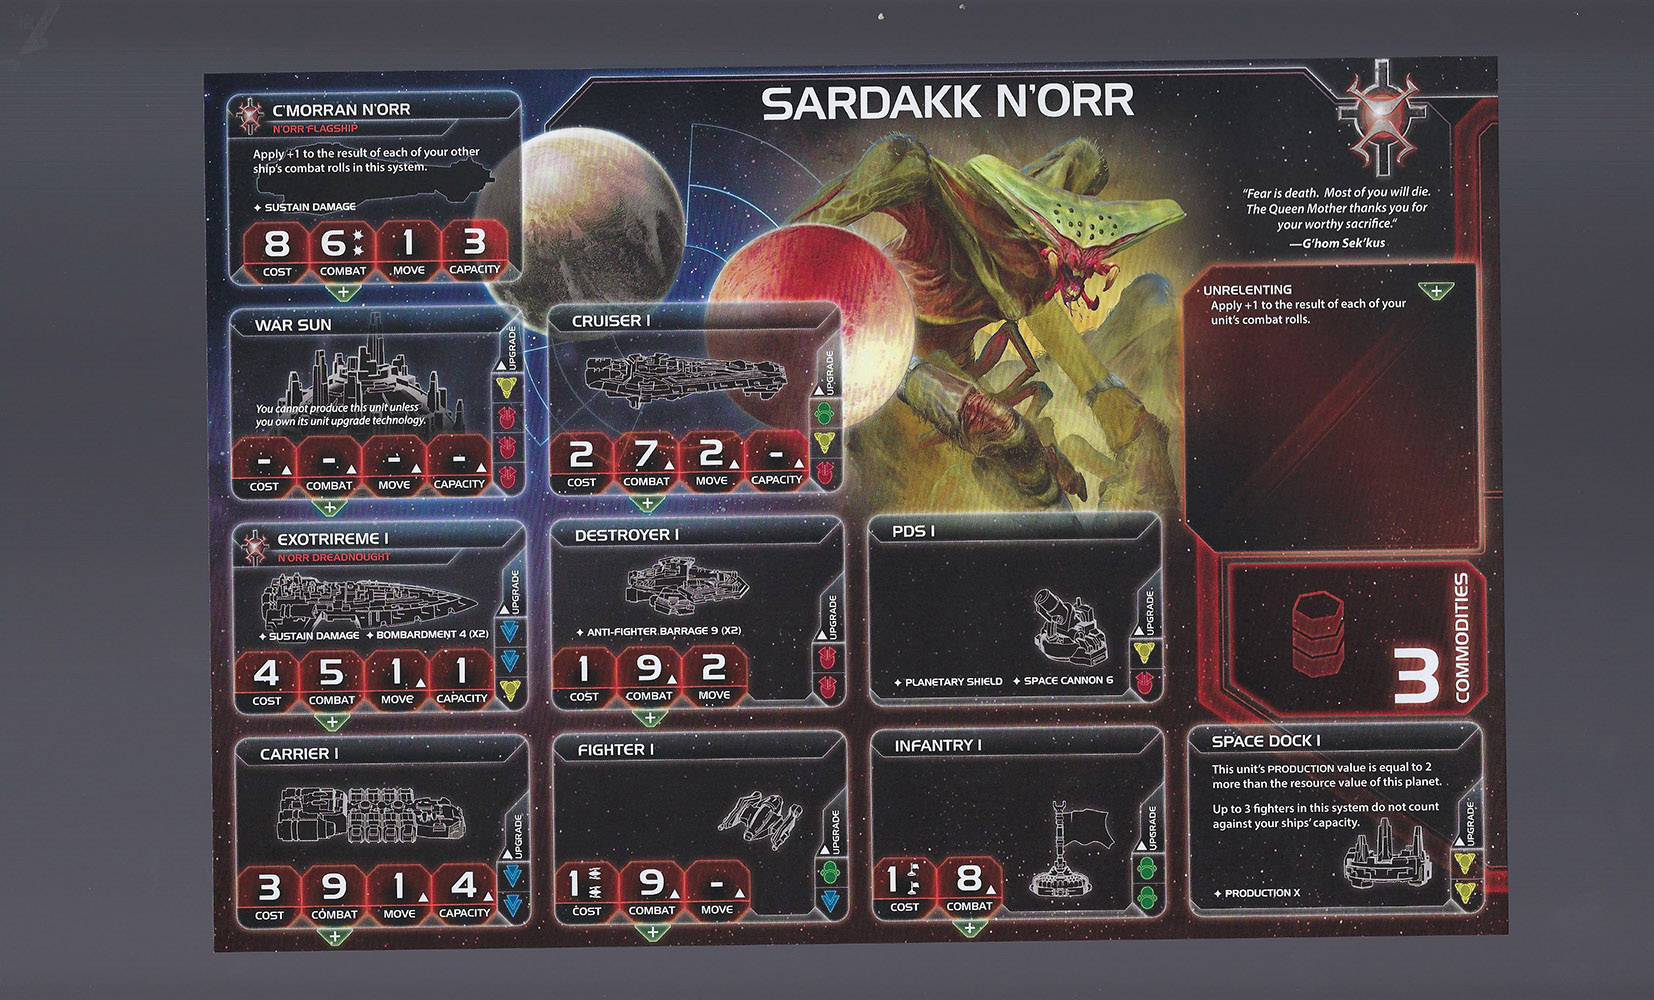 SARDAKK N'ORR
C'MORRAN N'ORR
N'ORR FLAGSHIP
Apply +1 to the result of each of your other
ship's combat rolls in this system.
✦ SUSTAIN DAMAGE
8 6 1 3
COST COMBAT MOVE CAPACITY
+
"Fear is death. Most of you will die.
The Queen Mother thanks you for
your worthy sacrifice."
—G'hom Sek'kus
UNRELENTING +
Apply +1 to the result of each of your
unit's combat rolls.
WAR SUN
UPGRADE
You cannot produce this unit unless
you own its unit upgrade technology.
- - - -
COST COMBAT MOVE CAPACITY
+
CRUISER I
UPGRADE
2 7 2 -
COST COMBAT MOVE CAPACITY
+
EXOTRIREME I
N'ORR DREADNOUGHT
UPGRADE
✦ SUSTAIN DAMAGE ✦ BOMBARDMENT 4 (X2)
4 5 1 1
COST COMBAT MOVE CAPACITY
+
DESTROYER I
UPGRADE
✦ ANTI-FIGHTER BARRAGE 9 (X2)
1 9 2
COST COMBAT MOVE
+
PDS I
UPGRADE
✦ PLANETARY SHIELD ✦ SPACE CANNON 6
3
COMMODITIES
CARRIER I
UPGRADE
3 9 1 4
COST COMBAT MOVE CAPACITY
+
FIGHTER I
UPGRADE
1 9 -
COST COMBAT MOVE
+
INFANTRY I
UPGRADE
1 8
COST COMBAT
+
SPACE DOCK I
This unit's PRODUCTION value is equal to 2
more than the resource value of this planet.
Up to 3 fighters in this system do not count
against your ships' capacity.
UPGRADE
✦ PRODUCTION X